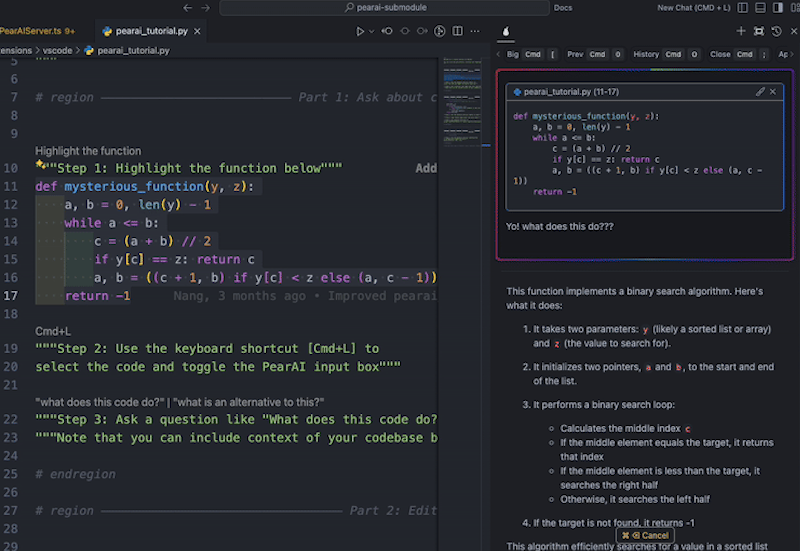 pearai-submodule
Docs
New Chat (CMD + L)
PearAIServer.ts 9+
pearai_tutorial.py
tensions > vscode > pearai_tutorial.py
5
"""
6
7 # region ——— Part 1: Ask about c
8
9
Highlight the function
10 """Step 1: Highlight the function below""" Add
11 def mysterious_function(y, z):
12 a, b = 0, len(y) - 1
13 while a <= b:
14 c = (a + b) // 2
15 if y[c] == z: return c
16 a, b = ((c + 1, b) if y[c] < z else (a, c - 1))
17 return -1 Nang, 3 months ago • Improved pearai
18
Cmd+L
19 """Step 2: Use the keyboard shortcut [Cmd+L] to
20 select the code and toggle the PearAI input box"""
21
"what does this code do?" | "what is an alternative to this?"
22 """Step 3: Ask a question like "What does this code do?
23 """Note that you can include context of your codebase b
24
25 # endregion
26
27 # region ——— Part 2: Edit
28
29
Big Cmd [ Prev Cmd O History Cmd O Close Cmd ; Ap
pearai_tutorial.py (11-17)
def mysterious_function(y, z):
a, b = 0, len(y) - 1
while a <= b:
c = (a + b) // 2
if y[c] == z: return c
a, b = ((c + 1, b) if y[c] < z else (a, c -
1))
return -1
Yo! what does this do???
This function implements a binary search algorithm. Here's
what it does:
1. It takes two parameters: y (likely a sorted list or array)
and z (the value to search for).
2. It initializes two pointers, a and b, to the start and end
of the list.
3. It performs a binary search loop:
○ Calculates the middle index c
○ If the middle element equals the target, it returns
that index
○ If the middle element is less than the target, it
searches the right half
○ Otherwise, it searches the left half
4. If the target is not found, it returns -1
Cancel
This algorithm efficiently searches for a value in a sorted list